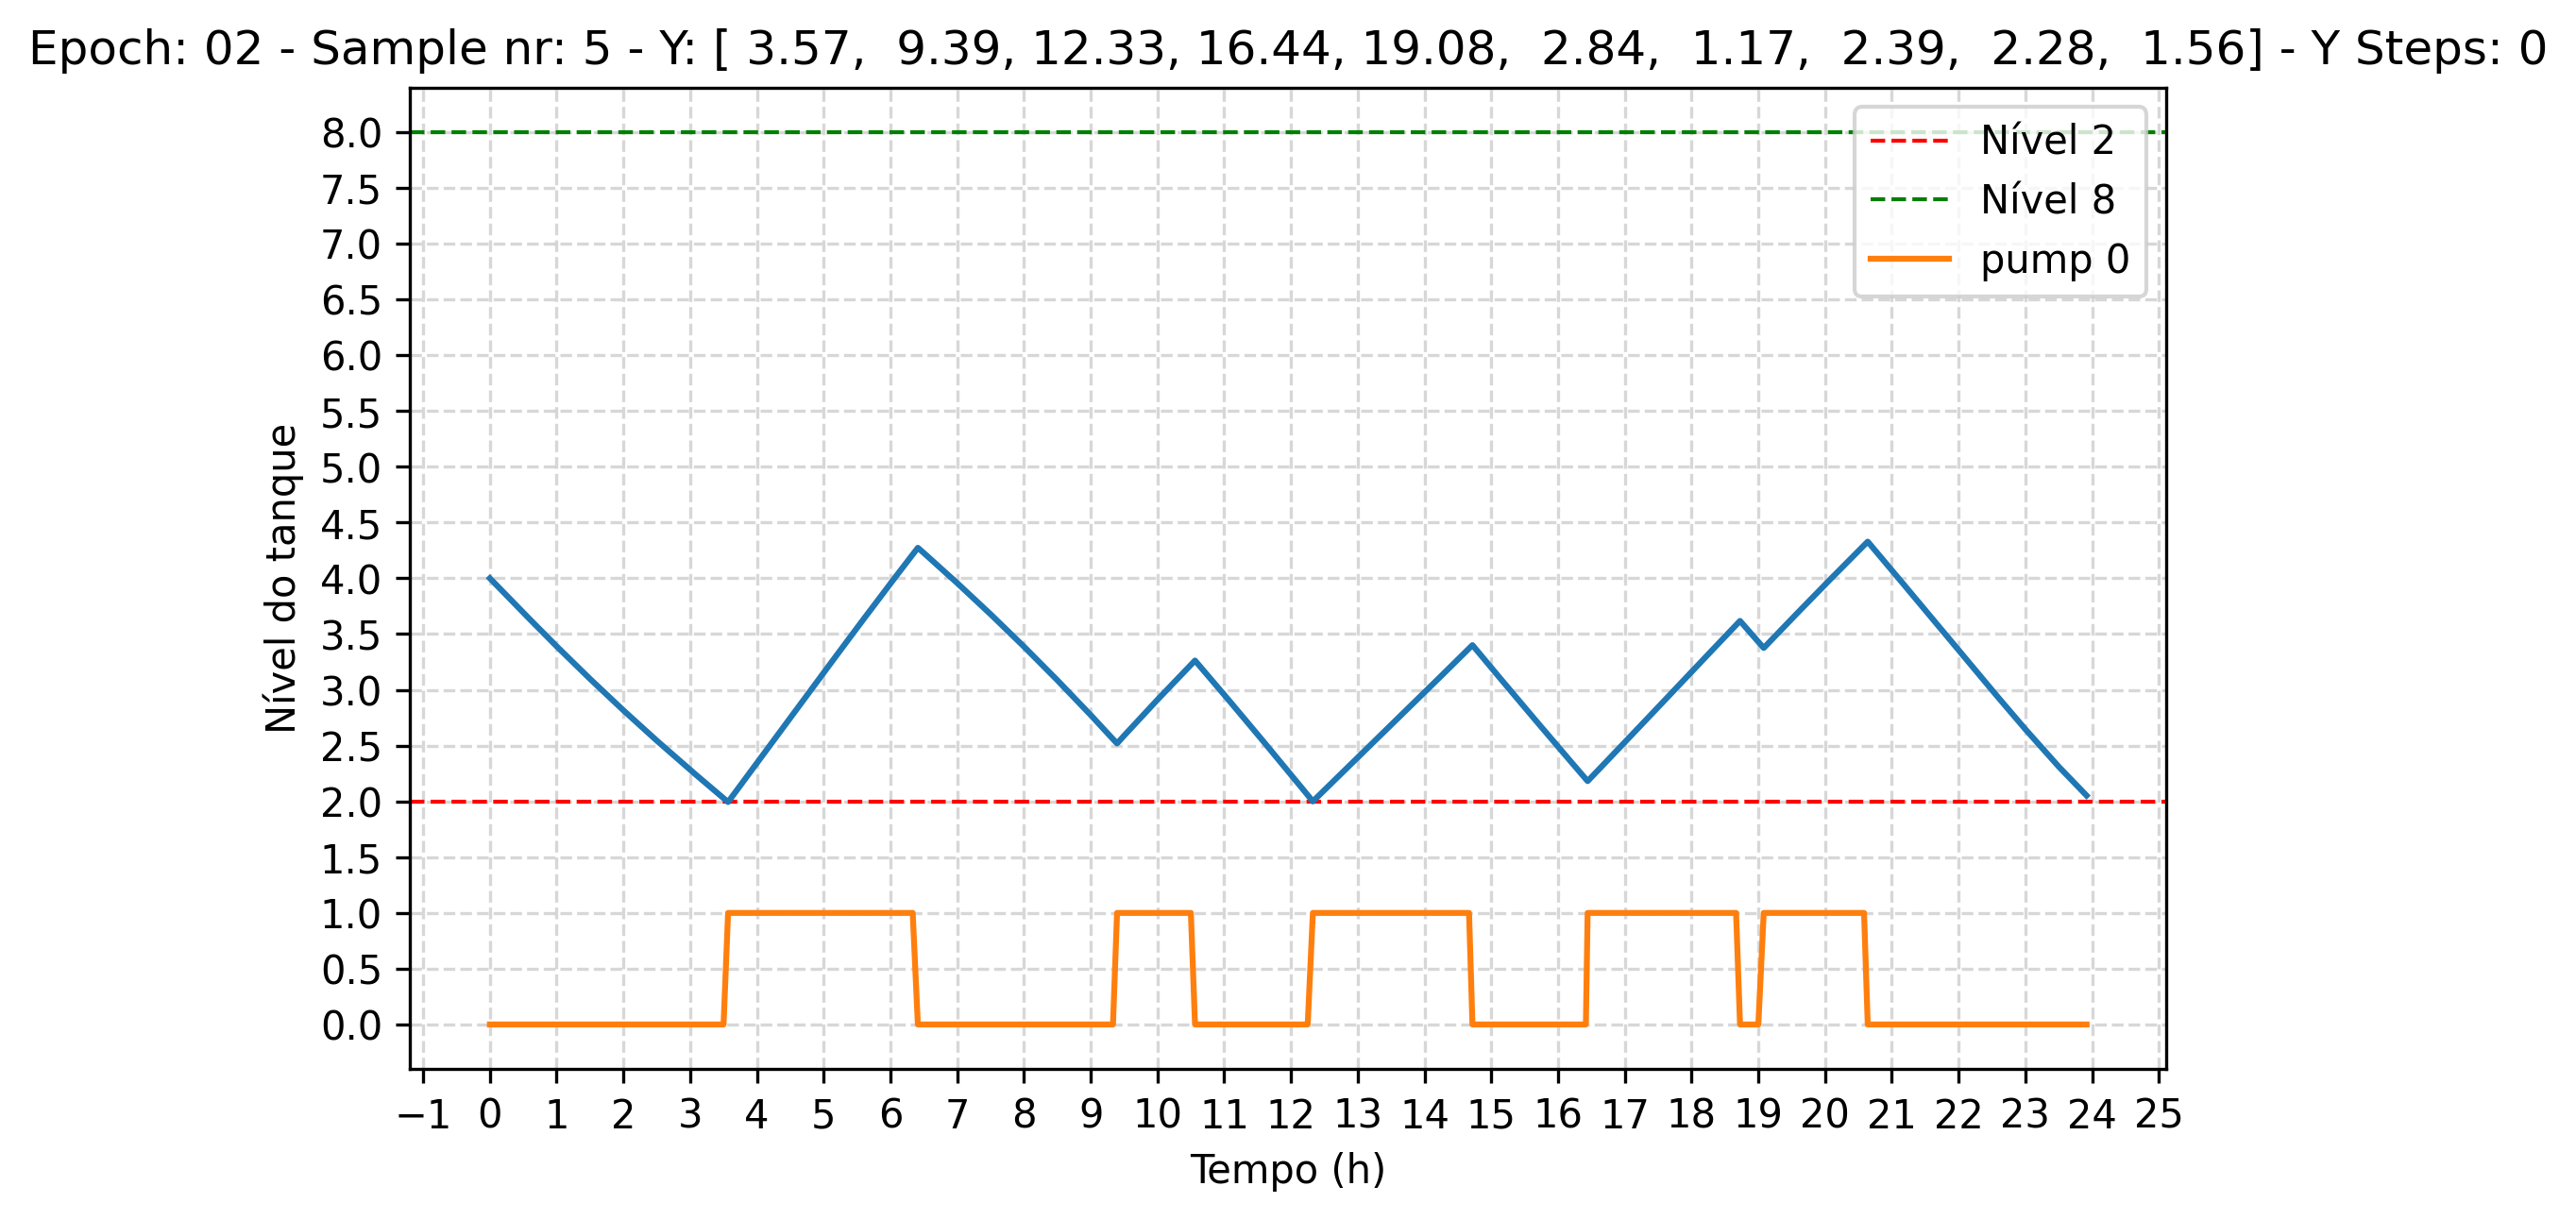 Epoch: 02 - Sample nr: 5 - Y: [ 3.57,  9.39, 12.33, 16.44, 19.08,  2.84,  1.17,  2.39,  2.28,  1.56] - Y Steps: 0
Nível 2
Nível 8
pump 0
Nível do tanque
8.0
7.5
7.0
6.5
6.0
5.5
5.0
4.5
4.0
3.5
3.0
2.5
2.0
1.5
1.0
0.5
0.0
−1 0 1 2 3 4 5 6 7 8 9 10 11 12 13 14 15 16 17 18 19 20 21 22 23 24 25
Tempo (h)